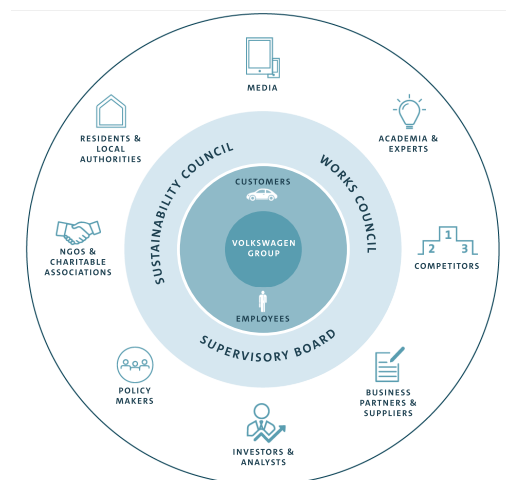 MEDIA
RESIDENTS &
LOCAL
AUTHORITIES
ACADEMIA &
EXPERTS
SUSTAINABILITY COUNCIL
WORKS COUNCIL
CUSTOMERS
VOLKSWAGEN
GROUP
EMPLOYEES
SUPERVISORY BOARD
NGOS &
CHARITABLE
ASSOCIATIONS
1
2 3
COMPETITORS
POLICY
MAKERS
BUSINESS
PARTNERS &
SUPPLIERS
INVESTORS &
ANALYSTS